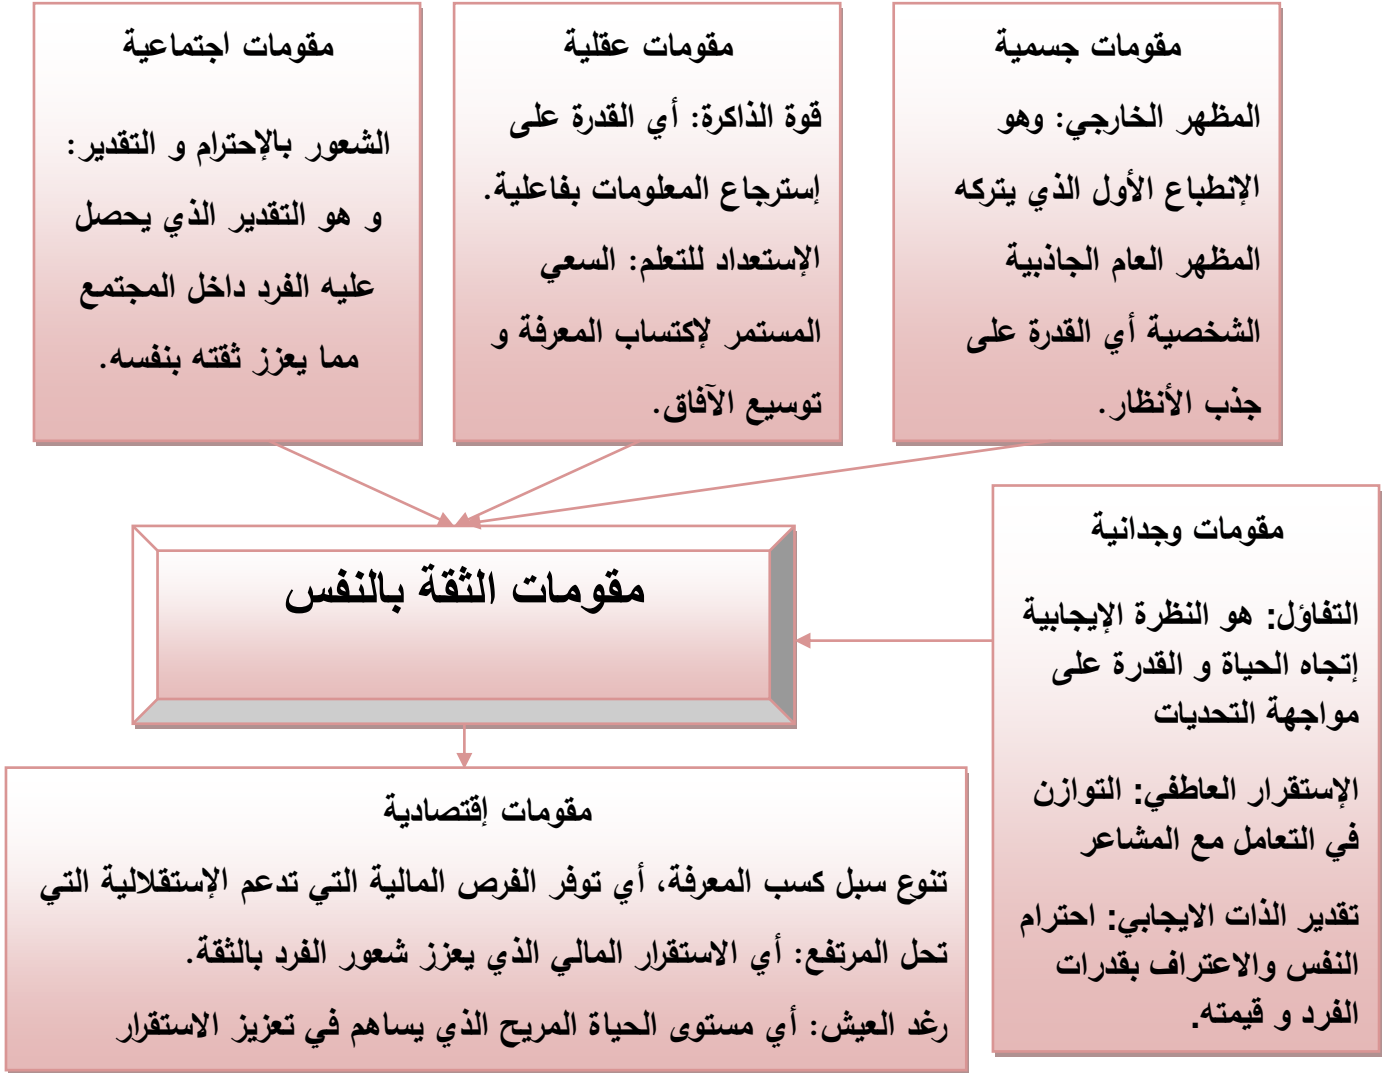 مقومات جسمية
المظهر الخارجي: وهو
الإنطباع الأول الذي يتركه
المظهر العام الجاذبية
الشخصية أي القدرة على
جذب الأنظار.
مقومات عقلية
قوة الذاكرة: أي القدرة على
إسترجاع المعلومات بفاعلية.
الإستعداد للتعلم: السعي
المستمر لإكتساب المعرفة و
توسيع الآفاق.
مقومات اجتماعية
الشعور بالإحترام و التقدير:
و هو التقدير الذي يحصل
عليه الفرد داخل المجتمع
مما يعزز ثقته بنفسه.
مقومات الثقة بالنفس
مقومات وجدانية
التفاؤل: هو النظرة الإيجابية
إتجاه الحياة و القدرة على
مواجهة التحديات
الإستقرار العاطفي: التوازن
في التعامل مع المشاعر
تقدير الذات الايجابي: احترام
النفس والاعتراف بقدرات
الفرد و قيمته.
مقومات إقتصادية
تنوع سبل كسب المعرفة، أي توفر الفرص المالية التي تدعم الإستقلالية التي
تحل المرتفع: أي الاستقرار المالي الذي يعزز شعور الفرد بالثقة.
رغد العيش: أي مستوى الحياة المريح الذي يساهم في تعزيز الاستقرار